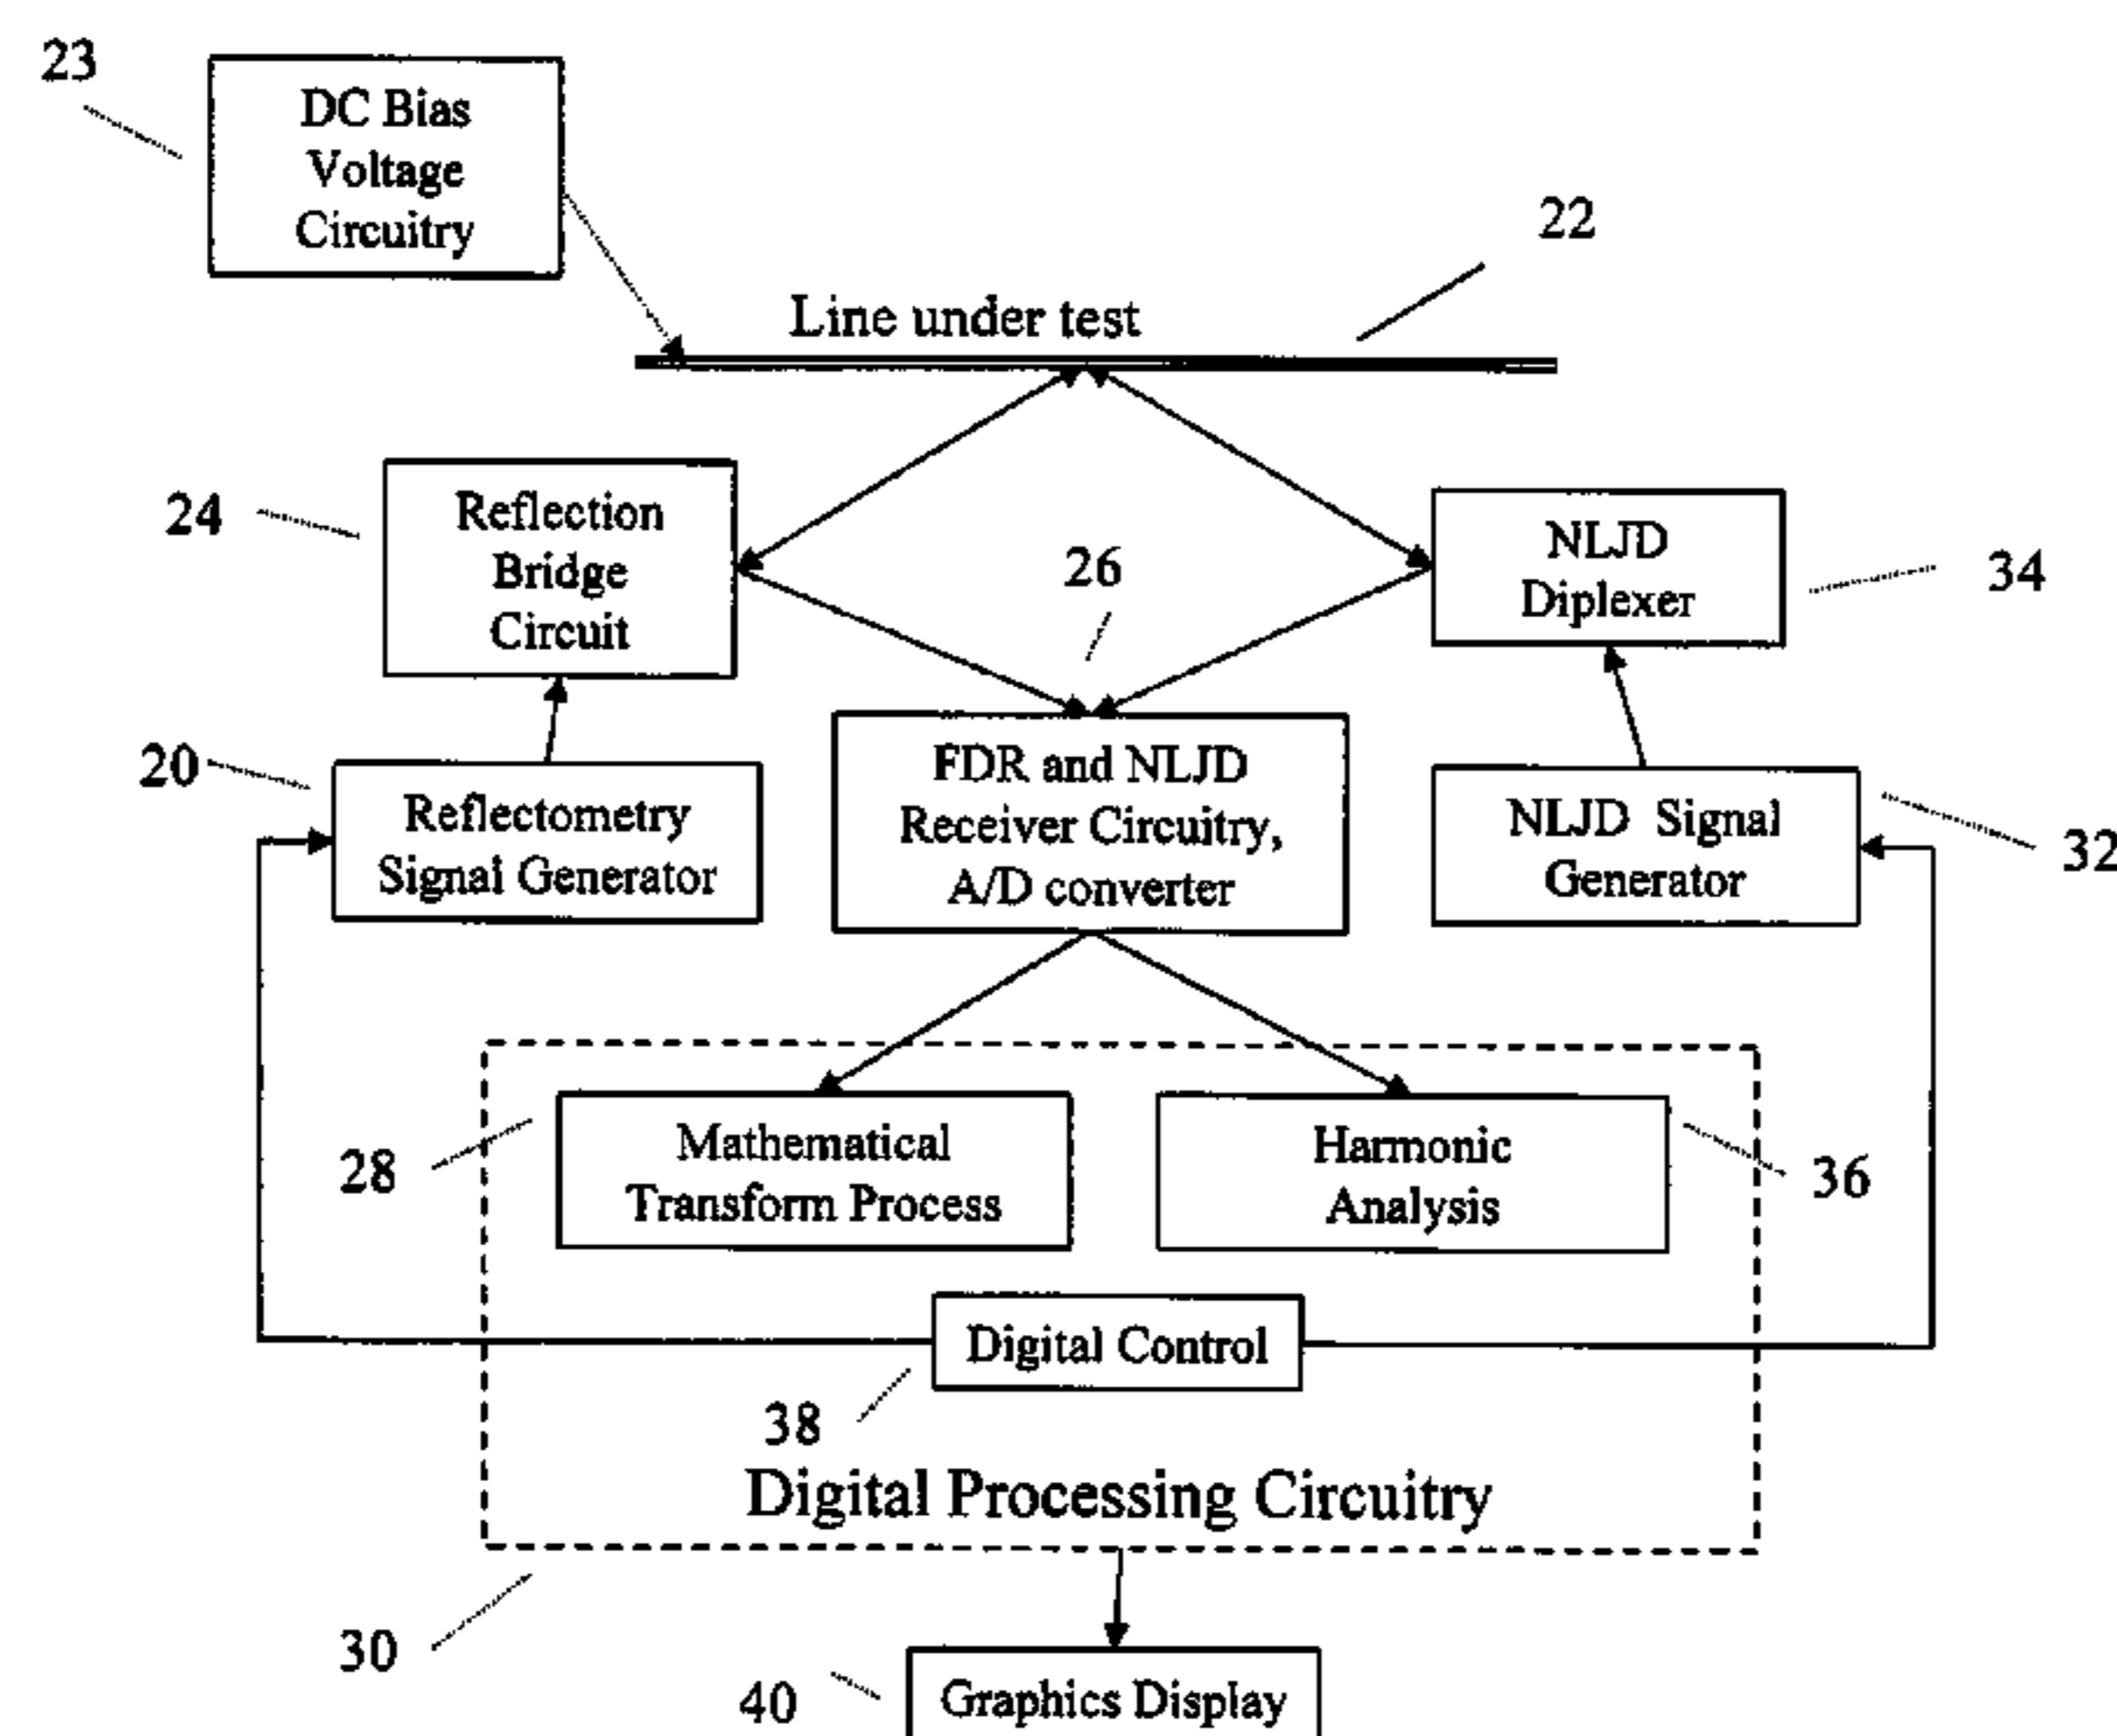 23
DC Bias
Voltage
Circuitry
22
Line under test
24
Reflection
Bridge
Circuit
26
NLJD
Diplexer
34
20
Reflectometry
Signal Generator
FDR and NLJD
Receiver Circuitry,
A/D converter
NLJD Signal
Generator
32
28
Mathematical
Transform Process
Harmonic
Analysis
36
Digital Control
38
Digital Processing Circuitry
30
40
Graphics Display